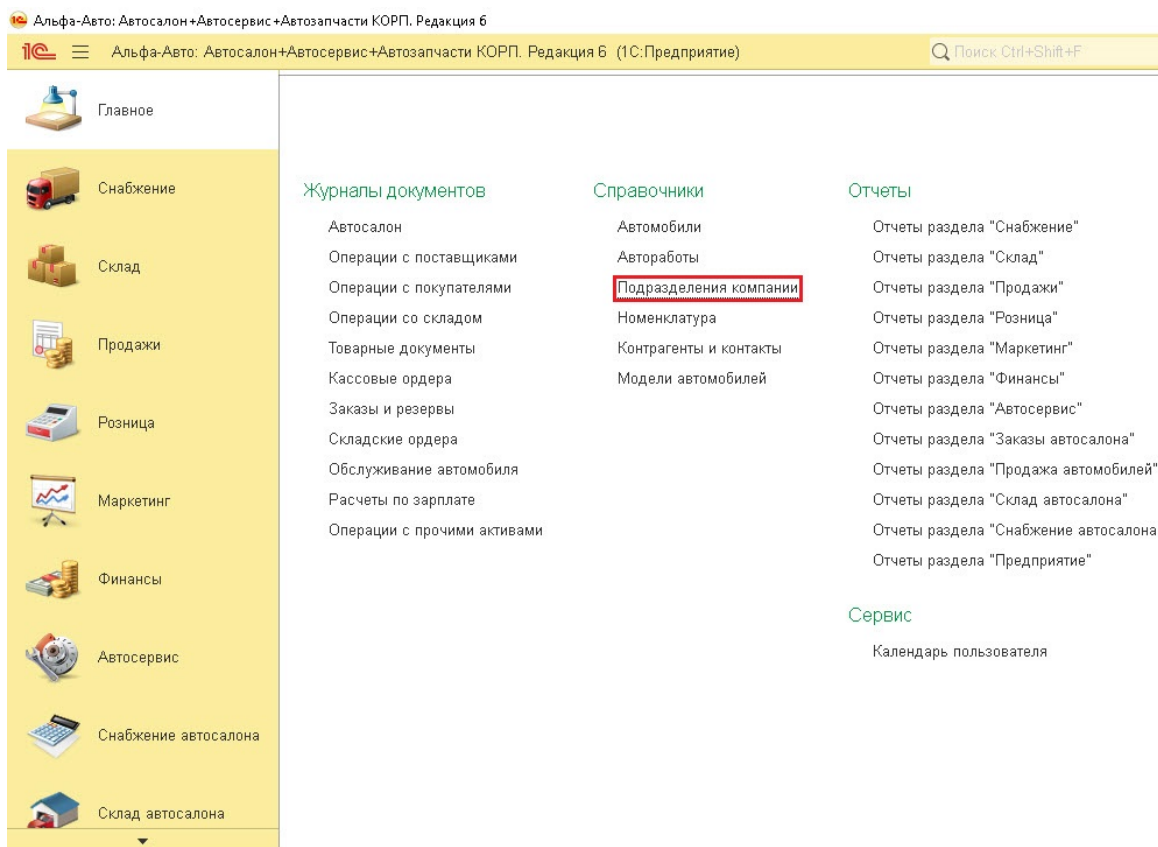 Альфа-Авто: Автосалон+Автосервис+Автозапчасти КОРП. Редакция 6
1С Альфа-Авто: Автосалон+Автосервис+Автозапчасти КОРП. Редакция 6 (1С:Предприятие)
Поиск Ctrl+Shift+F
Главное
Снабжение
Склад
Продажи
Розница
Маркетинг
Финансы
Автосервис
Снабжение автосалона
Склад автосалона
Журналы документов
Автосалон
Операции с поставщиками
Операции с покупателями
Операции со складом
Товарные документы
Кассовые ордера
Заказы и резервы
Складские ордера
Обслуживание автомобиля
Расчеты по зарплате
Операции с прочими активами
Справочники
Автомобили
Автоработы
Подразделения компании
Номенклатура
Контрагенты и контакты
Модели автомобилей
Отчеты
Отчеты раздела "Снабжение"
Отчеты раздела "Склад"
Отчеты раздела "Продажи"
Отчеты раздела "Розница"
Отчеты раздела "Маркетинг"
Отчеты раздела "Финансы"
Отчеты раздела "Автосервис"
Отчеты раздела "Заказы автосалона"
Отчеты раздела "Продажа автомобилей"
Отчеты раздела "Склад автосалона"
Отчеты раздела "Снабжение автосалона
Отчеты раздела "Предприятие"
Сервис
Календарь пользователя